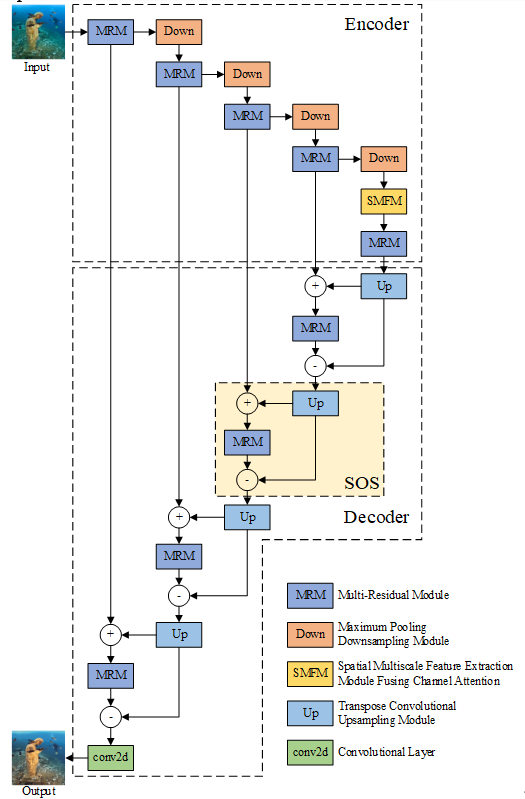 Encoder
MRM
Down
Input
MRM
Down
MRM
Down
MRM
Down
SMFM
MRM
Up
+
MRM
-
Up
+
MRM
-
SOS
Up
+
Decoder
MRM
-
Up
+
MRM
-
conv2d
Output
MRM Multi-Residual Module
Down Maximum Pooling
Downsampling Module
SMFM Spatial Multiscale Feature Extraction
Module Fusing Channel Attention
Up Transpose Convolutional
Upsampling Module
conv2d Convolutional Layer